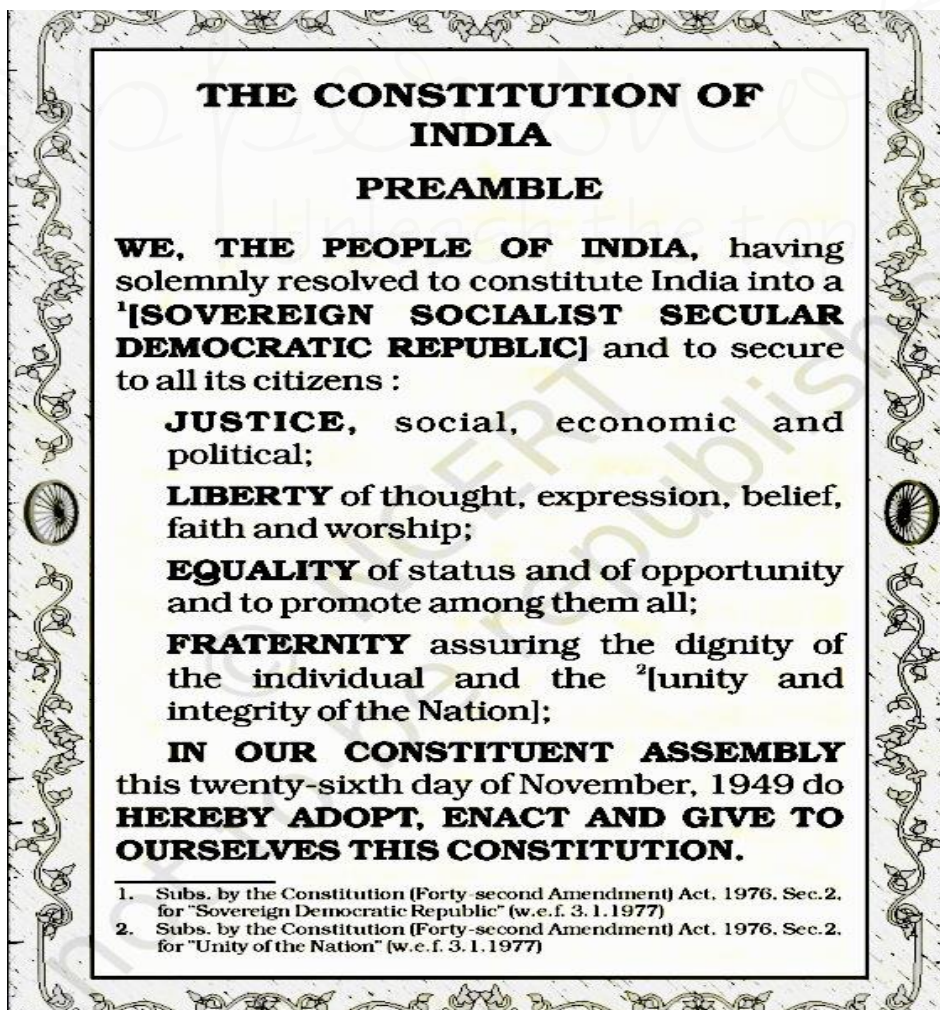 THE CONSTITUTION OF
INDIA
PREAMBLE
WE, THE PEOPLE OF INDIA, having
solemnly resolved to constitute India into a
¹[SOVEREIGN SOCIALIST SECULAR
DEMOCRATIC REPUBLIC] and to secure
to all its citizens :
JUSTICE, social, economic and
political;
LIBERTY of thought, expression, belief,
faith and worship;
EQUALITY of status and of opportunity
and to promote among them all;
FRATERNITY assuring the dignity of
the individual and the ²[unity and
integrity of the Nation];
IN OUR CONSTITUENT ASSEMBLY
this twenty-sixth day of November, 1949 do
HEREBY ADOPT, ENACT AND GIVE TO
OURSELVES THIS CONSTITUTION.
1. Subs. by the Constitution (Forty-second Amendment) Act, 1976, Sec.2,
for "Sovereign Democratic Republic" (w.e.f. 3.1.1977)
2. Subs. by the Constitution (Forty-second Amendment) Act, 1976, Sec.2,
for "Unity of the Nation" (w.e.f. 3.1.1977)
© NCERT
not to be republished